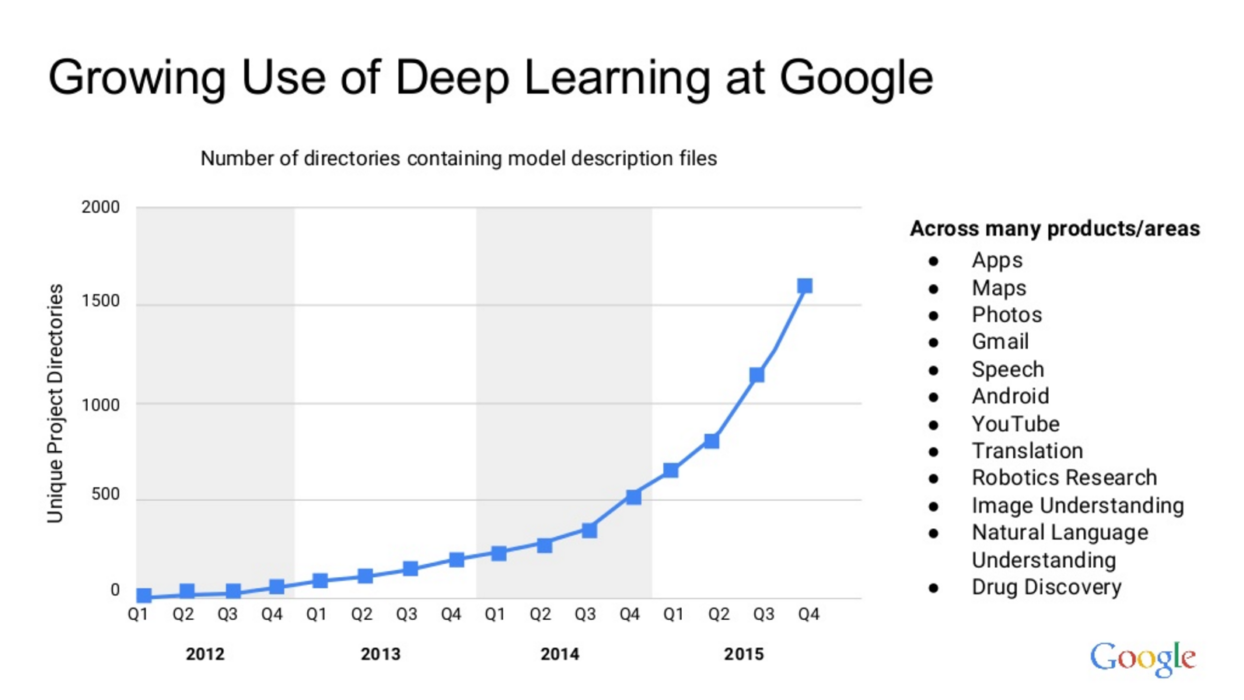 Growing Use of Deep Learning at Google
Number of directories containing model description files
Unique Project Directories
2000
1500
1000
500
0
Q1 Q2 Q3 Q4 Q1 Q2 Q3 Q4 Q1 Q2 Q3 Q4 Q1 Q2 Q3 Q4
2012 2013 2014 2015
Across many products/areas
● Apps
● Maps
● Photos
● Gmail
● Speech
● Android
● YouTube
● Translation
● Robotics Research
● Image Understanding
● Natural Language
Understanding
● Drug Discovery
Google